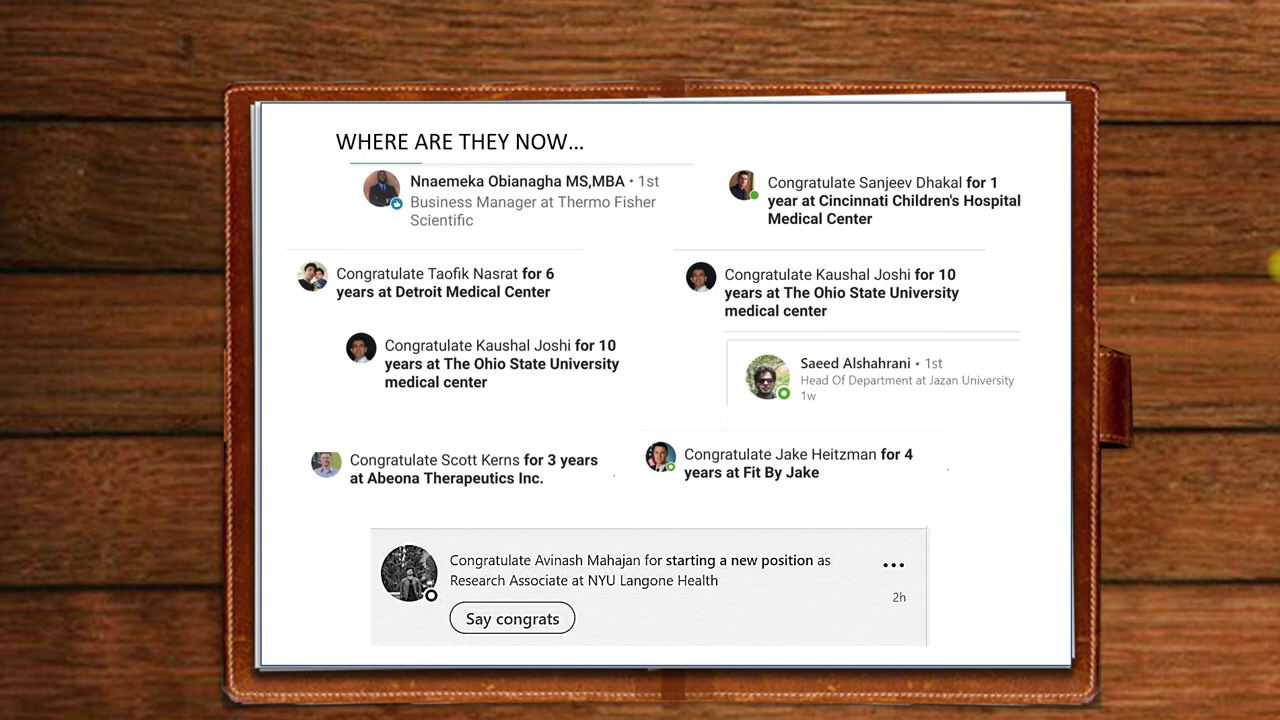 WHERE ARE THEY NOW...
Nnaemeka Obianagha MS,MBA • 1st
Business Manager at Thermo Fisher
Scientific
Congratulate Sanjeev Dhakal for 1
year at Cincinnati Children's Hospital
Medical Center
Congratulate Taofik Nasrat for 6
years at Detroit Medical Center
Congratulate Kaushal Joshi for 10
years at The Ohio State University
medical center
Congratulate Kaushal Joshi for 10
years at The Ohio State University
medical center
Saeed Alshahrani • 1st
Head Of Department at Jazan University
1w
Congratulate Scott Kerns for 3 years
at Abeona Therapeutics Inc.
Congratulate Jake Heitzman for 4
years at Fit By Jake
Congratulate Avinash Mahajan for starting a new position as
Research Associate at NYU Langone Health
2h
Say congrats